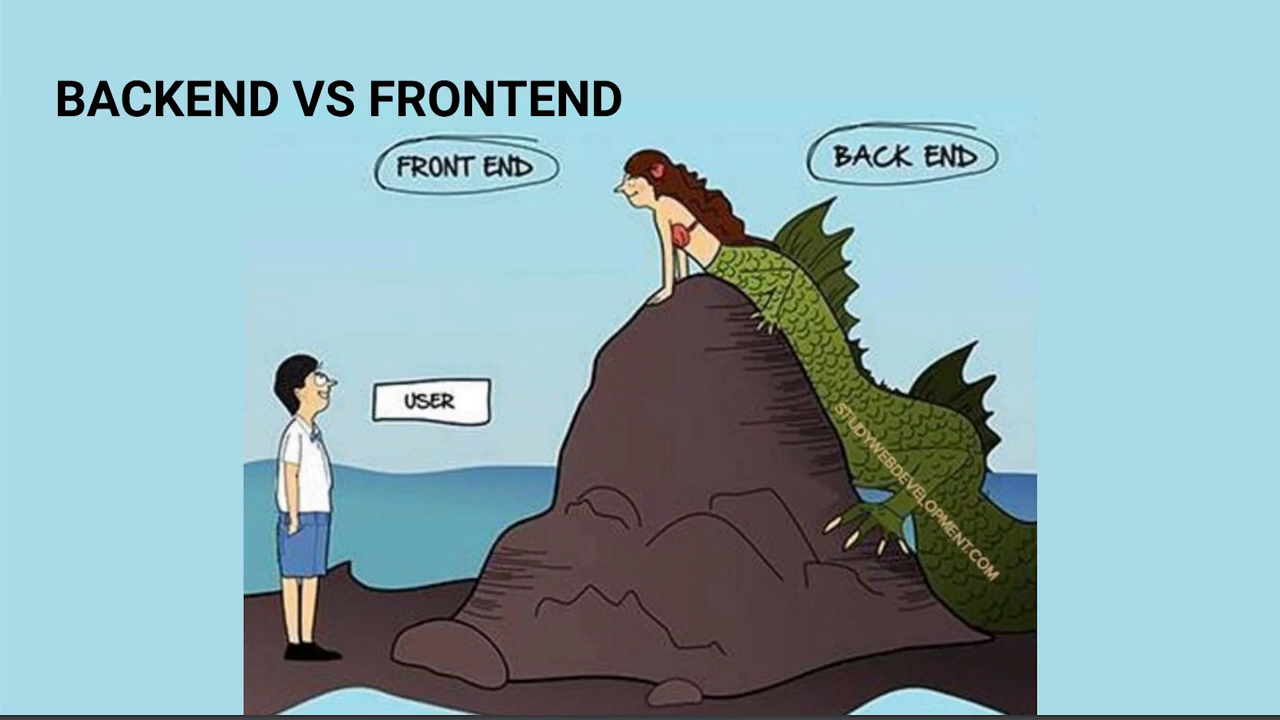 BACKEND VS FRONTEND
FRONT END
BACK END
USER
STUDYWEBDEVELOPMENT.COM